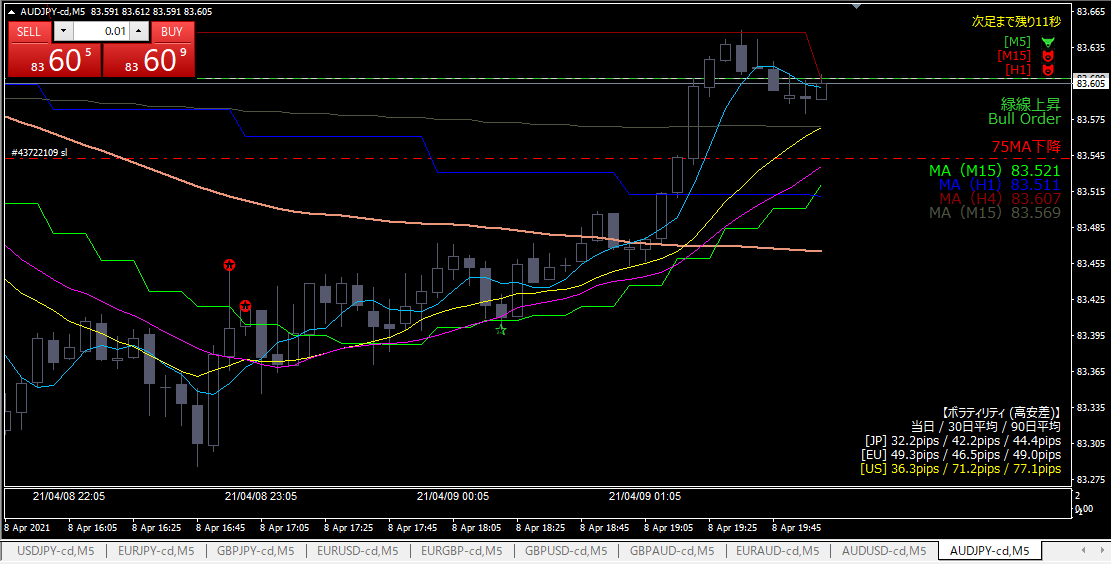 AUDJPY-cd,M5 83.591 83.612 83.591 83.605
SELL 0.01 BUY
83 60 5 83 60 9
次足まで残り11秒
[M5]
[M15]
[H1]
緑線上昇
Bull Order
75MA下降
#43722109 sl
MA（M15）83.521
MA（H1）83.511
MA（H4）83.607
MA（M15）83.569
【ボラティリティ (高安差)】
当日 / 30日平均 / 90日平均
[JP] 32.2pips / 42.2pips / 44.4pips
[EU] 49.3pips / 46.5pips / 49.0pips
[US] 36.3pips / 71.2pips / 77.1pips
83.665
83.635
83.605
83.575
83.545
83.515
83.485
83.455
83.425
83.395
83.365
83.335
83.305
83.275
21/04/08 22:05 21/04/08 23:05 21/04/09 00:05 21/04/09 01:05
2
0.00
8 Apr 2021 8 Apr 16:05 8 Apr 16:25 8 Apr 16:45 8 Apr 17:05 8 Apr 17:25 8 Apr 17:45 8 Apr 18:05 8 Apr 18:25 8 Apr 18:45 8 Apr 19:05 8 Apr 19:25 8 Apr 19:45
USDJPY-cd,M5 EURJPY-cd,M5 GBPJPY-cd,M5 EURUSD-cd,M5 EURGBP-cd,M5 GBPUSD-cd,M5 GBPAUD-cd,M5 EURAUD-cd,M5 AUDUSD-cd,M5 AUDJPY-cd,M5